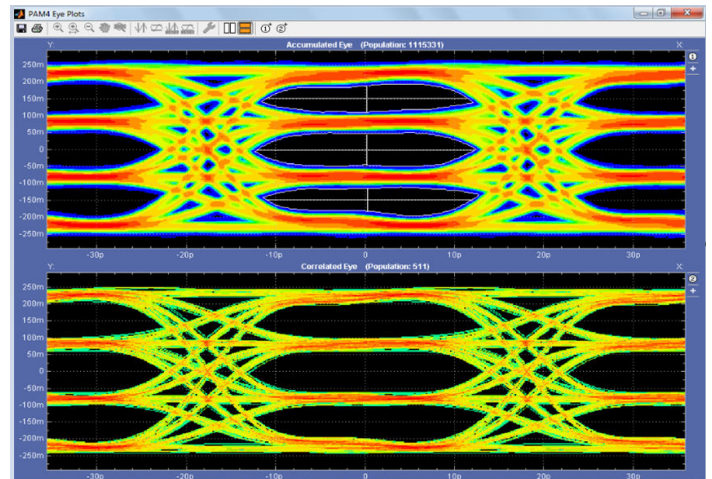 PAM4 Eye Plots
Y: Accumulated Eye (Population: 1115331) X:
250m
200m
150m
100m
50m
0
-50m
-100m
-150m
-200m
-250m
-30p -20p -10p 0 10p 20p 30p
Y: Correlated Eye (Population: 511) X:
250m
200m
150m
100m
50m
0
-50m
-100m
-150m
-200m
-250m
-30p -20p -10p 0 10p 20p 30p